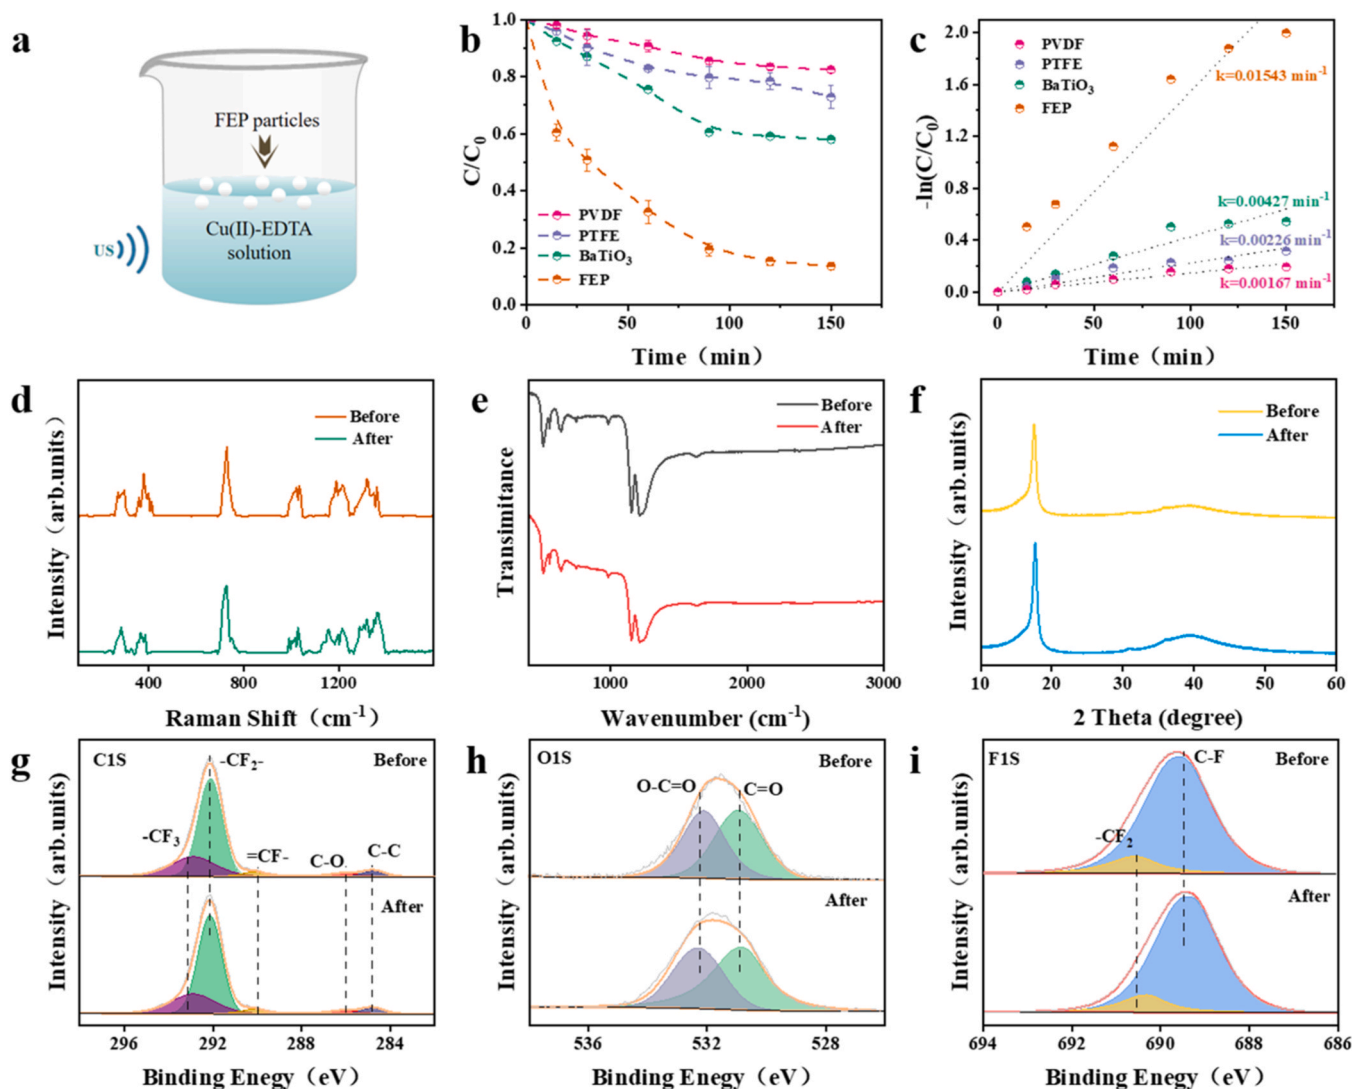 a
FEP particles
Cu(II)-EDTA
solution
US
b
C/C₀
1.0
0.8
0.6
0.4
0.2
0.0
PVDF
PTFE
BaTiO₃
FEP
0
50
100
150
Time（min）
c
-ln(C/C₀)
2.0
1.6
1.2
0.8
0.4
0.0
PVDF
PTFE
BaTiO₃
FEP
k=0.01543 min⁻¹
k=0.00427 min⁻¹
k=0.00226 min⁻¹
k=0.00167 min⁻¹
0
50
100
150
Time（min）
d
Intensity（arb.units）
Before
After
400
800
1200
Raman Shift（cm⁻¹）
e
Transimitance
Before
After
1000
2000
3000
Wavenumber (cm⁻¹)
f
Intensity（arb.units）
Before
After
10
20
30
40
50
60
2 Theta (degree)
g
Intensity（arb.units）
C1S
-CF₂-
Before
-CF₃
=CF-
C-O
C-C
After
296
292
288
284
Binding Enegy（eV）
h
Intensity（arb.units）
O1S
Before
O-C=O
C=O
After
536
532
528
Binding Enegy（eV）
i
Intensity（arb.units）
F1S
C-F
Before
-CF₂
After
694
692
690
688
686
Binding Enegy（eV）